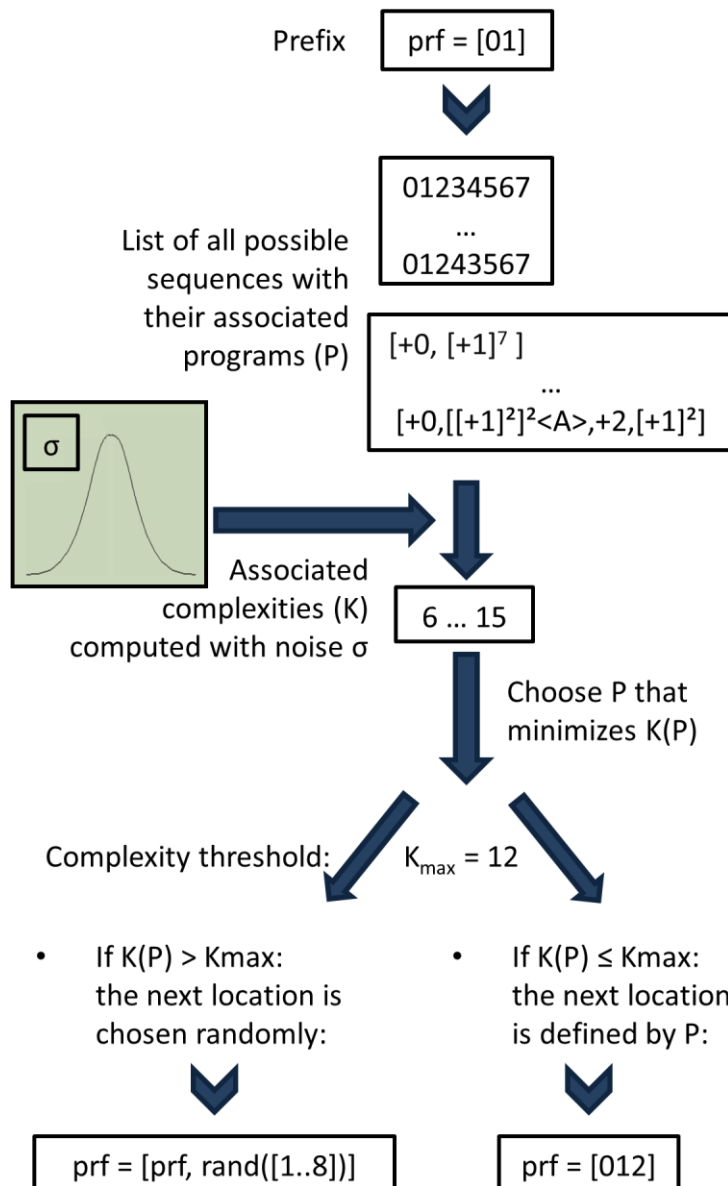 Prefix
prf = [01]
01234567
...
01243567
List of all possible
sequences with
their associated
programs (P)
[+0, [+1]⁷ ]
...
[+0,[[+1]²]²<A>,+2,[+1]²]
σ
Associated
complexities (K)
computed with noise σ
6 ... 15
Choose P that
minimizes K(P)
Complexity threshold:
Kmax = 12
• If K(P) > Kmax:
the next location is
chosen randomly:
• If K(P) ≤ Kmax:
the next location
is defined by P:
prf = [prf, rand([1..8])]
prf = [012]